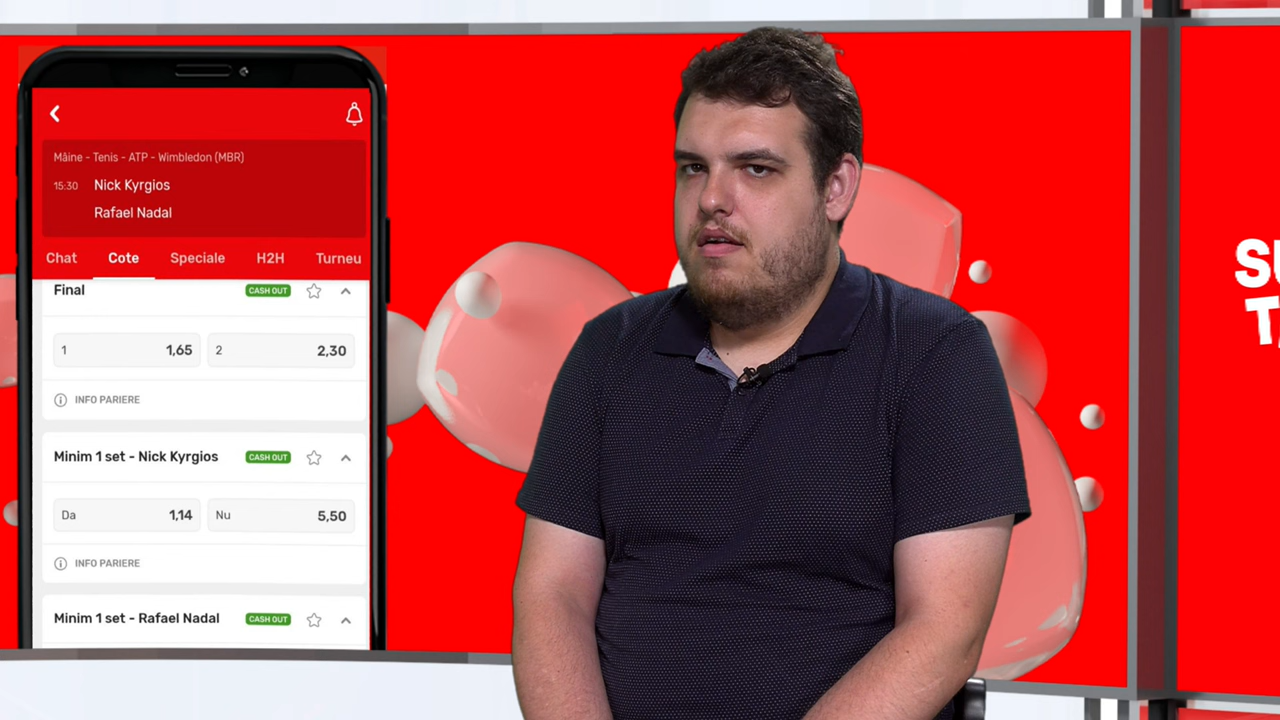 Mâine - Tenis - ATP - Wimbledon (MBR)
15:30 Nick Kyrgios
Rafael Nadal
Chat Cote Speciale H2H Turneu
Final CASH OUT
1 1,65 2 2,30
INFO PARIERE
Minim 1 set - Nick Kyrgios CASH OUT
Da 1,14 Nu 5,50
INFO PARIERE
Minim 1 set - Rafael Nadal CASH OUT